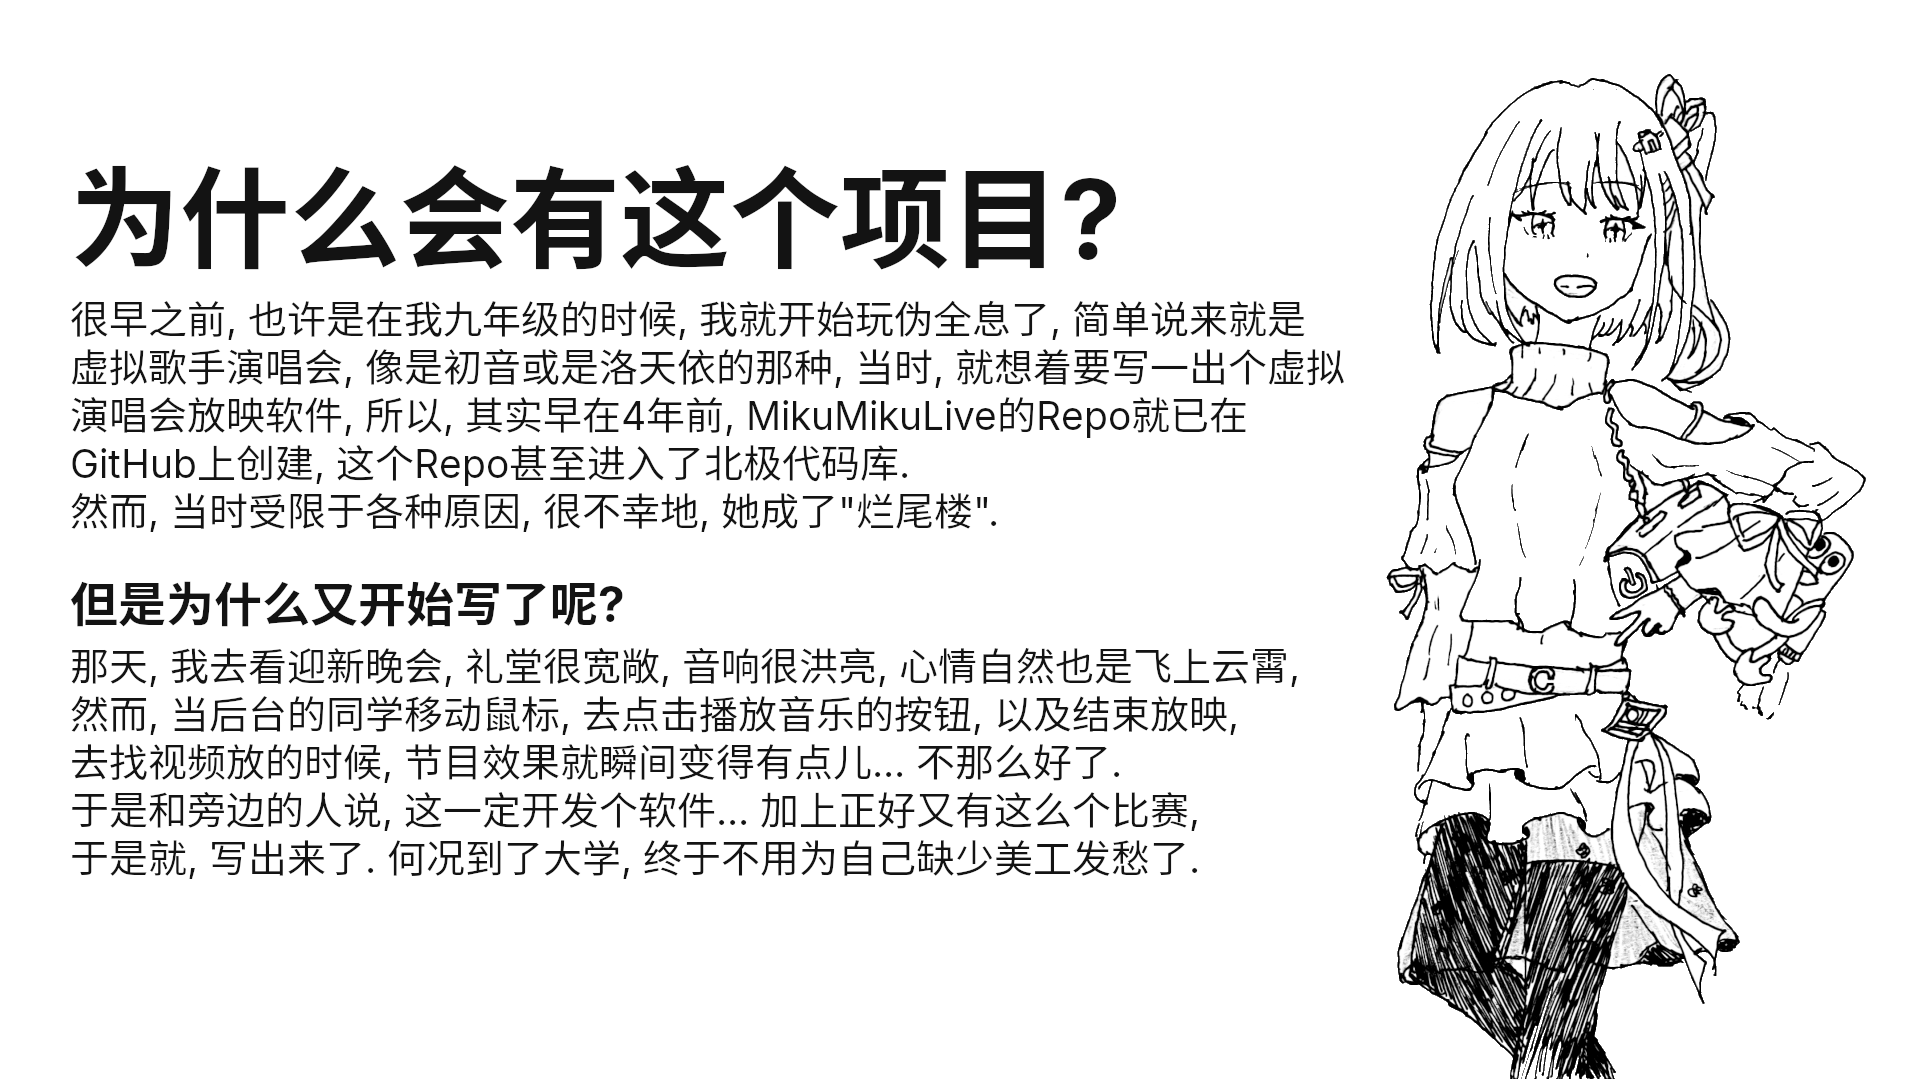 为什么会有这个项目?
很早之前, 也许是在我九年级的时候, 我就开始玩伪全息了, 简单说来就是
虚拟歌手演唱会, 像是初音或是洛天依的那种, 当时, 就想着要写一出个虚拟
演唱会放映软件, 所以, 其实早在4年前, MikuMikuLive的Repo就已在
GitHub上创建, 这个Repo甚至进入了北极代码库.
然而, 当时受限于各种原因, 很不幸地, 她成了"烂尾楼".
但是为什么又开始写了呢?
那天, 我去看迎新晚会, 礼堂很宽敞, 音响很洪亮, 心情自然也是飞上云霄,
然而, 当后台的同学移动鼠标, 去点击播放音乐的按钮, 以及结束放映,
去找视频放的时候, 节目效果就瞬间变得有点儿... 不那么好了.
于是和旁边的人说, 这一定开发个软件... 加上正好又有这么个比赛,
于是就, 写出来了. 何况到了大学, 终于不用为自己缺少美工发愁了.
C